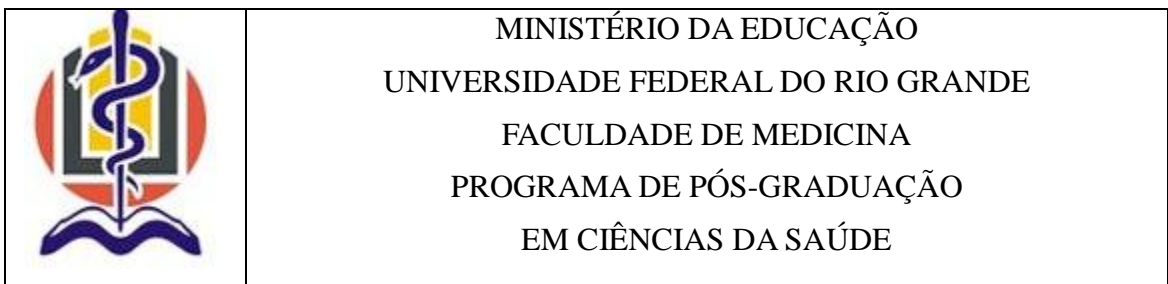 MINISTÉRIO DA EDUCAÇÃO
UNIVERSIDADE FEDERAL DO RIO GRANDE
FACULDADE DE MEDICINA
PROGRAMA DE PÓS-GRADUAÇÃO
EM CIÊNCIAS DA SAÚDE